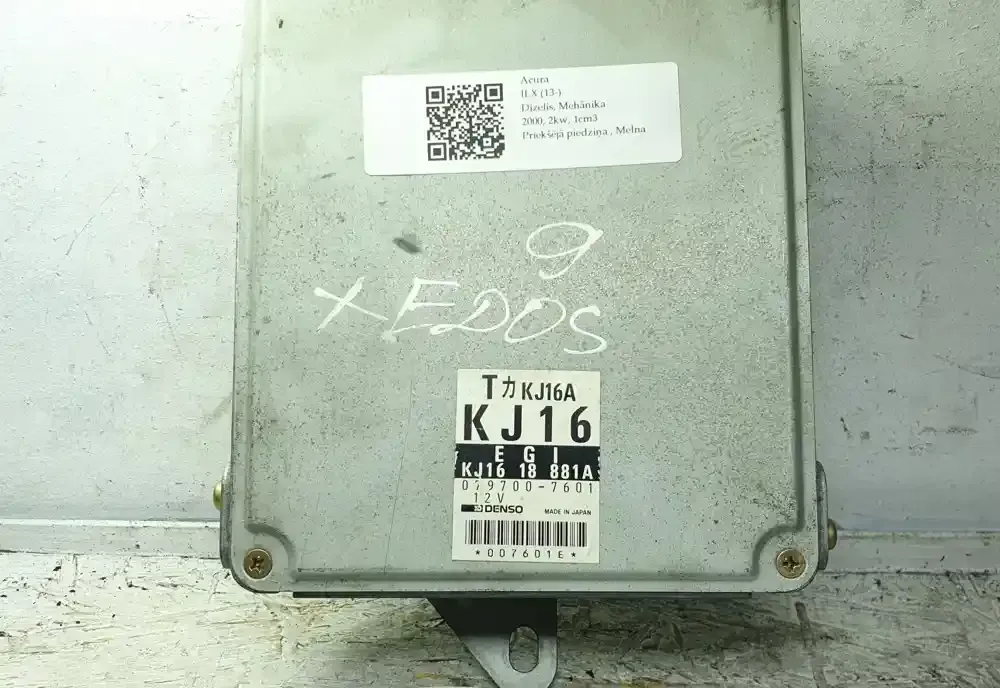 Acura
ILX (13-)
Dīzelis, Mehānika
2000, 2kw, 1cm3
Priekšējā piedziņa , Melna
9
XEDOS
Tカ KJ16A
KJ16
EGI
KJ16 18 881A
079700-7601
12V
DENSO MADE IN JAPAN
*007601E*